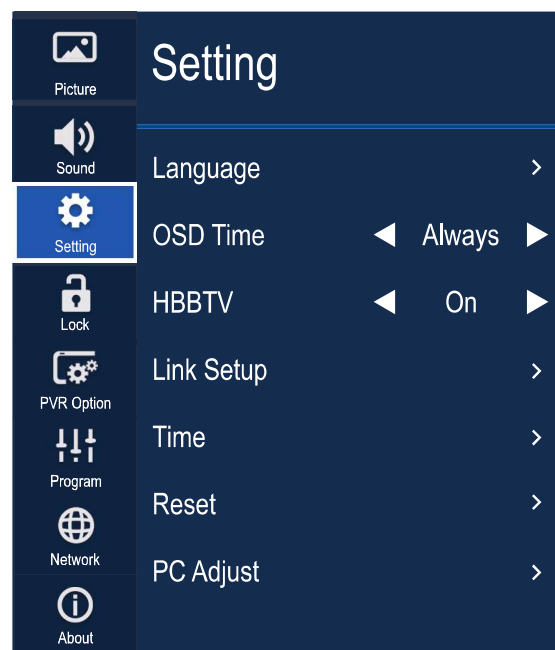 Picture
Sound
Setting
Lock
PVR Option
Program
Network
About
Setting
Language
OSD Time Always
HBBTV On
Link Setup
Time
Reset
PC Adjust